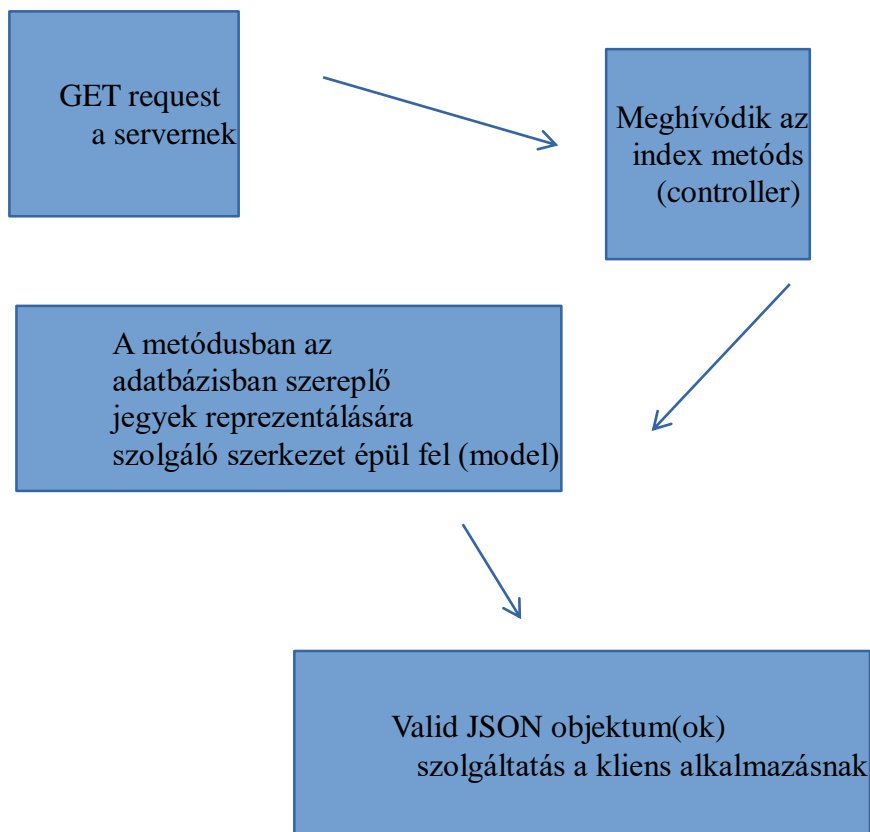 GET request
a servernek
Meghívódik az
index metóds
(controller)
A metódusban az
adatbázisban szereplő
jegyek reprezentálására
szolgáló szerkezet épül fel (model)
Valid JSON objektum(ok)
szolgáltatás a kliens alkalmazásnak